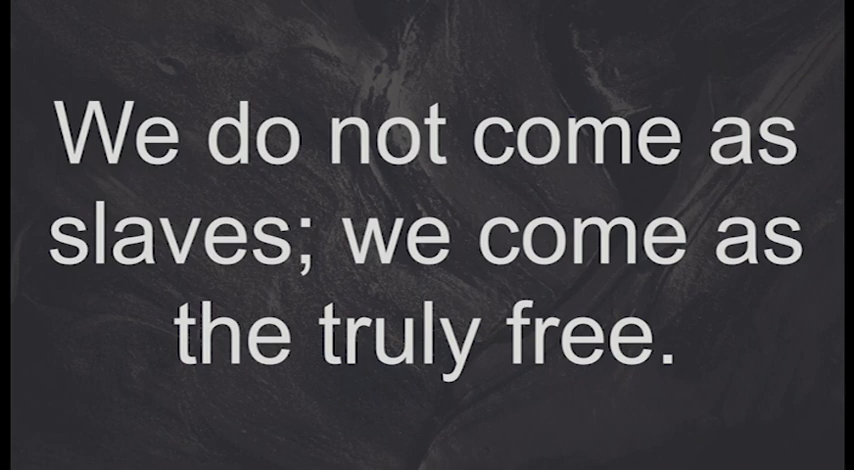 We do not come as
slaves; we come as
the truly free.